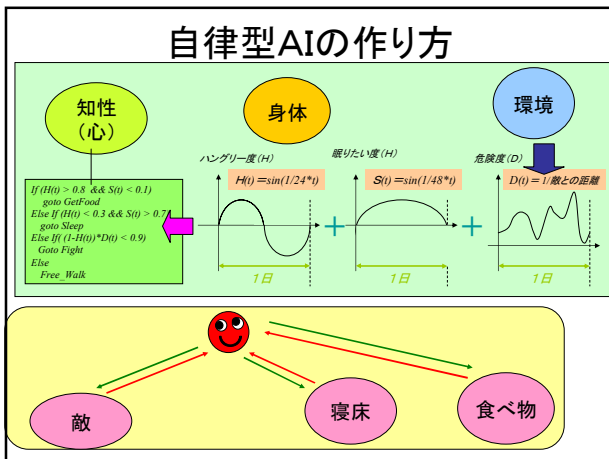 自律型AIの作り方
知性
(心)
身体
環境
ハングリー度(H)
眠りたい度(H)
危険度(D)
H(t)=sin(1/24*t)
S(t)=sin(1/48*t)
D(t)=1/敵との距離
If (H(t) > 0.8 && S(t) < 0.1)
goto GetFood
Else If (H(t) < 0.3 && S(t) > 0.7)
goto Sleep
Else If( (1-H(t))*D(t) < 0.9)
Goto Fight
Else
Free_Walk
+
+
1日
1日
1日
敵
寝床
食べ物